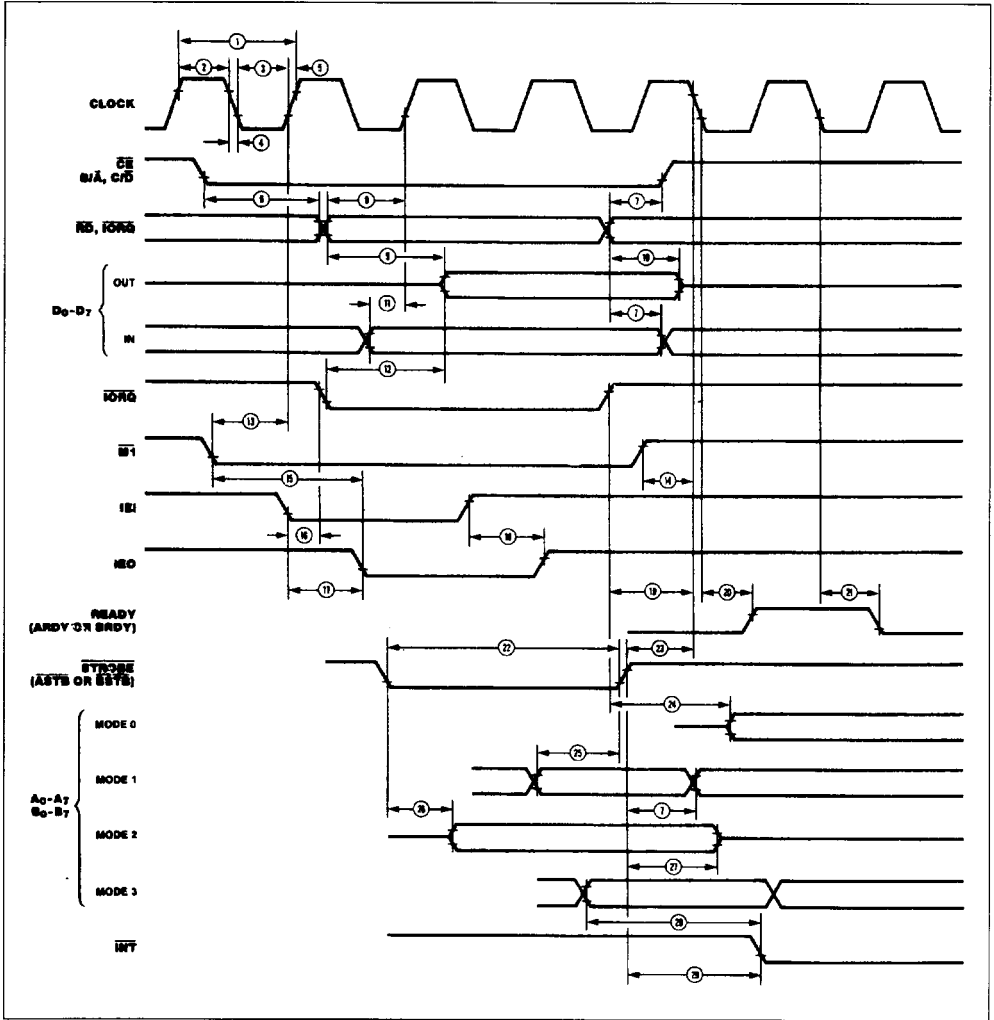 1
2
3
5
CLOCK
4
CE
B/A, C/D
6
8
7
RD, IORQ
9
10
OUT
11
D0-D7
7
IN
12
IORQ
13
M1
14
15
IEI
16
18
IEO
17
19
20
21
READY
(ARDY OR BRDY)
22
23
STROBE
(ASTB OR BSTB)
24
MODE 0
25
MODE 1
A0-A7
B0-B7
26
7
MODE 2
27
MODE 3
28
INT
29